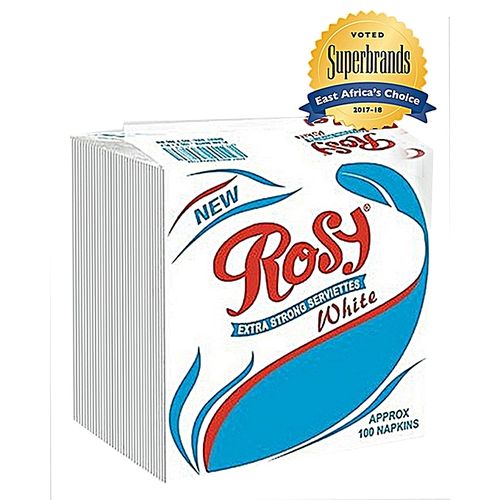 VOTED
Superbrands
East Africa's Choice
2017-18
NEW
Rosy®
EXTRA STRONG SERVIETTES
White
APPROX
100 NAPKINS